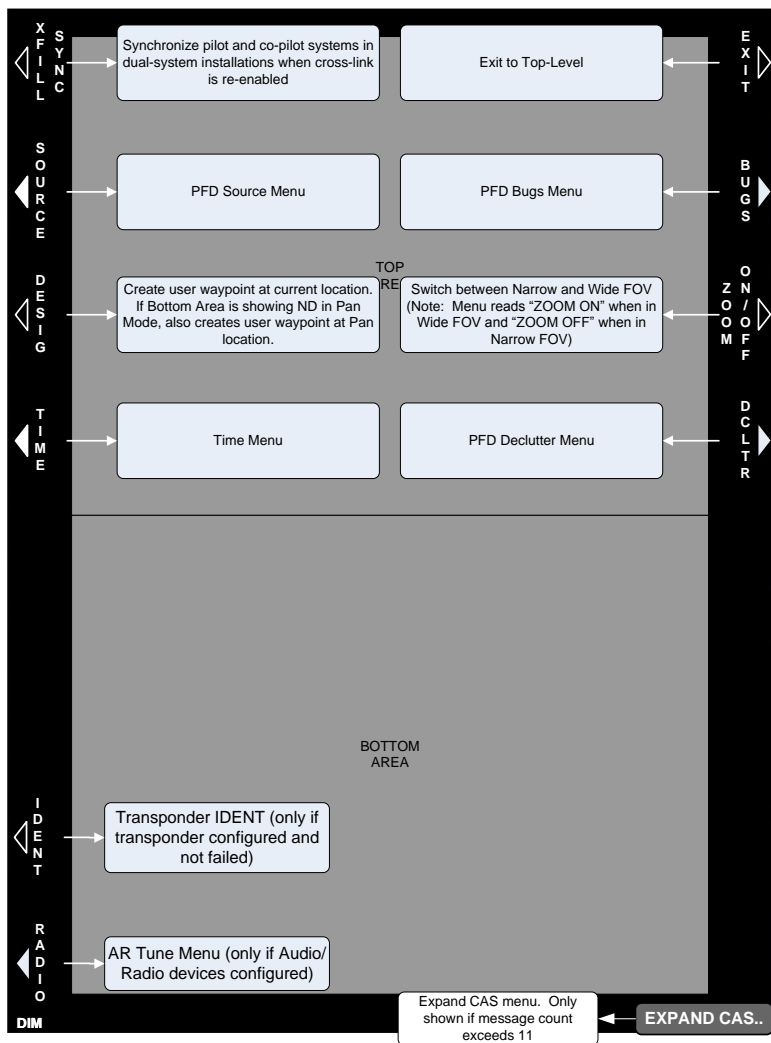 XFILL
SYNC
Synchronize pilot and co-pilot systems in
dual-system installations when cross-link
is re-enabled
Exit to Top-Level
EXIT
SOURCE
PFD Source Menu
PFD Bugs Menu
BUGS
TOP
REA
DESIG
Create user waypoint at current location.
If Bottom Area is showing ND in Pan
Mode, also creates user waypoint at Pan
location.
Switch between Narrow and Wide FOV
(Note: Menu reads “ZOOM ON” when in
Wide FOV and “ZOOM OFF” when in
Narrow FOV)
ZOOM
ON/OFF
TIME
Time Menu
PFD Declutter Menu
DCLTR
BOTTOM
AREA
IDENT
Transponder IDENT (only if
transponder configured and
not failed)
RADIO
AR Tune Menu (only if Audio/
Radio devices configured)
DIM
Expand CAS menu. Only
shown if message count
exceeds 11
EXPAND CAS..